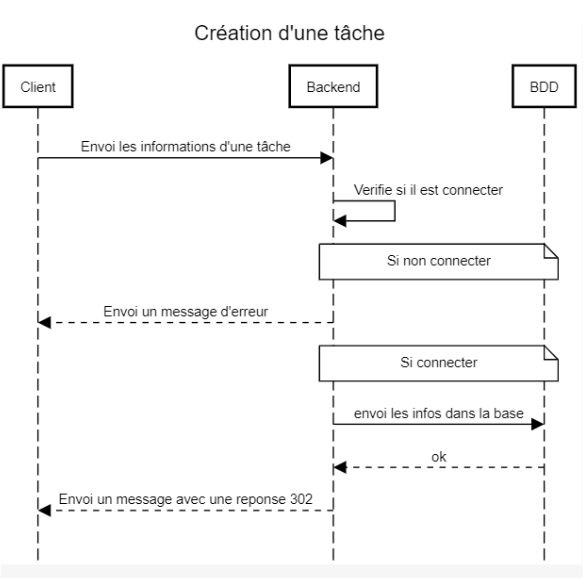 Création d'une tâche
Client
Backend
BDD
Envoi les informations d'une tâche
Verifie si il est connecter
Si non connecter
Envoi un message d'erreur
Si connecter
envoi les infos dans la base
ok
Envoi un message avec une reponse 302